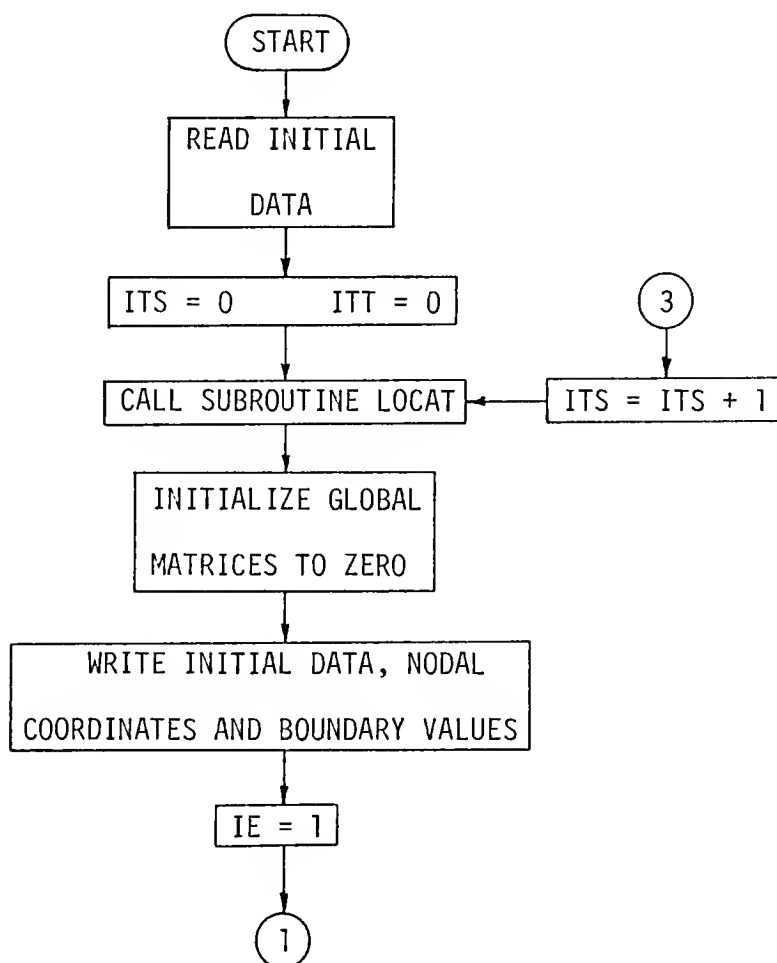 START
READ INITIAL
DATA
ITS = 0 ITT = 0
3
CALL SUBROUTINE LOCAT
ITS = ITS + 1
INITIALIZE GLOBAL
MATRICES TO ZERO
WRITE INITIAL DATA, NODAL
COORDINATES AND BOUNDARY VALUES
IE = 1
1